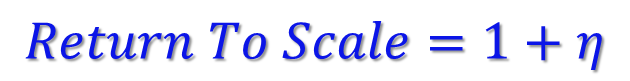 Return To Scale = 1 + η